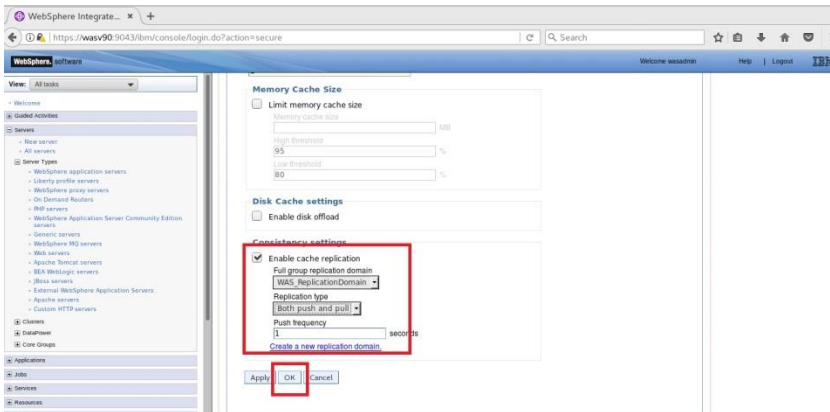 WebSphere Integrate...
https://wasv90:9043/ibm/console/login.do?action=secure
Search
WebSphere. software
Welcome wasadmin
Help | Logout
IBM
View: All tasks
Welcome
Guided Activities
Servers
New server
All servers
Server Types
WebSphere application servers
Liberty profile servers
WebSphere proxy servers
On Demand Routers
PHP servers
WebSphere Application Server Community Edition
servers
Generic servers
WebSphere MQ servers
Web servers
Apache Tomcat servers
BEA WebLogic servers
JBoss servers
External WebSphere Application Servers
Apache servers
Custom HTTP servers
Clusters
DataPower
Core Groups
Applications
Jobs
Services
Resources
Memory Cache Size
Limit memory cache size
Memory cache size
MB
High threshold
95 %
Low threshold
80 %
Disk Cache settings
Enable disk offload
Consistency settings
Enable cache replication
Full group replication domain
WAS_ReplicationDomain
Replication type
Both push and pull
Push frequency
1 seconds
Create a new replication domain.
Apply OK Cancel